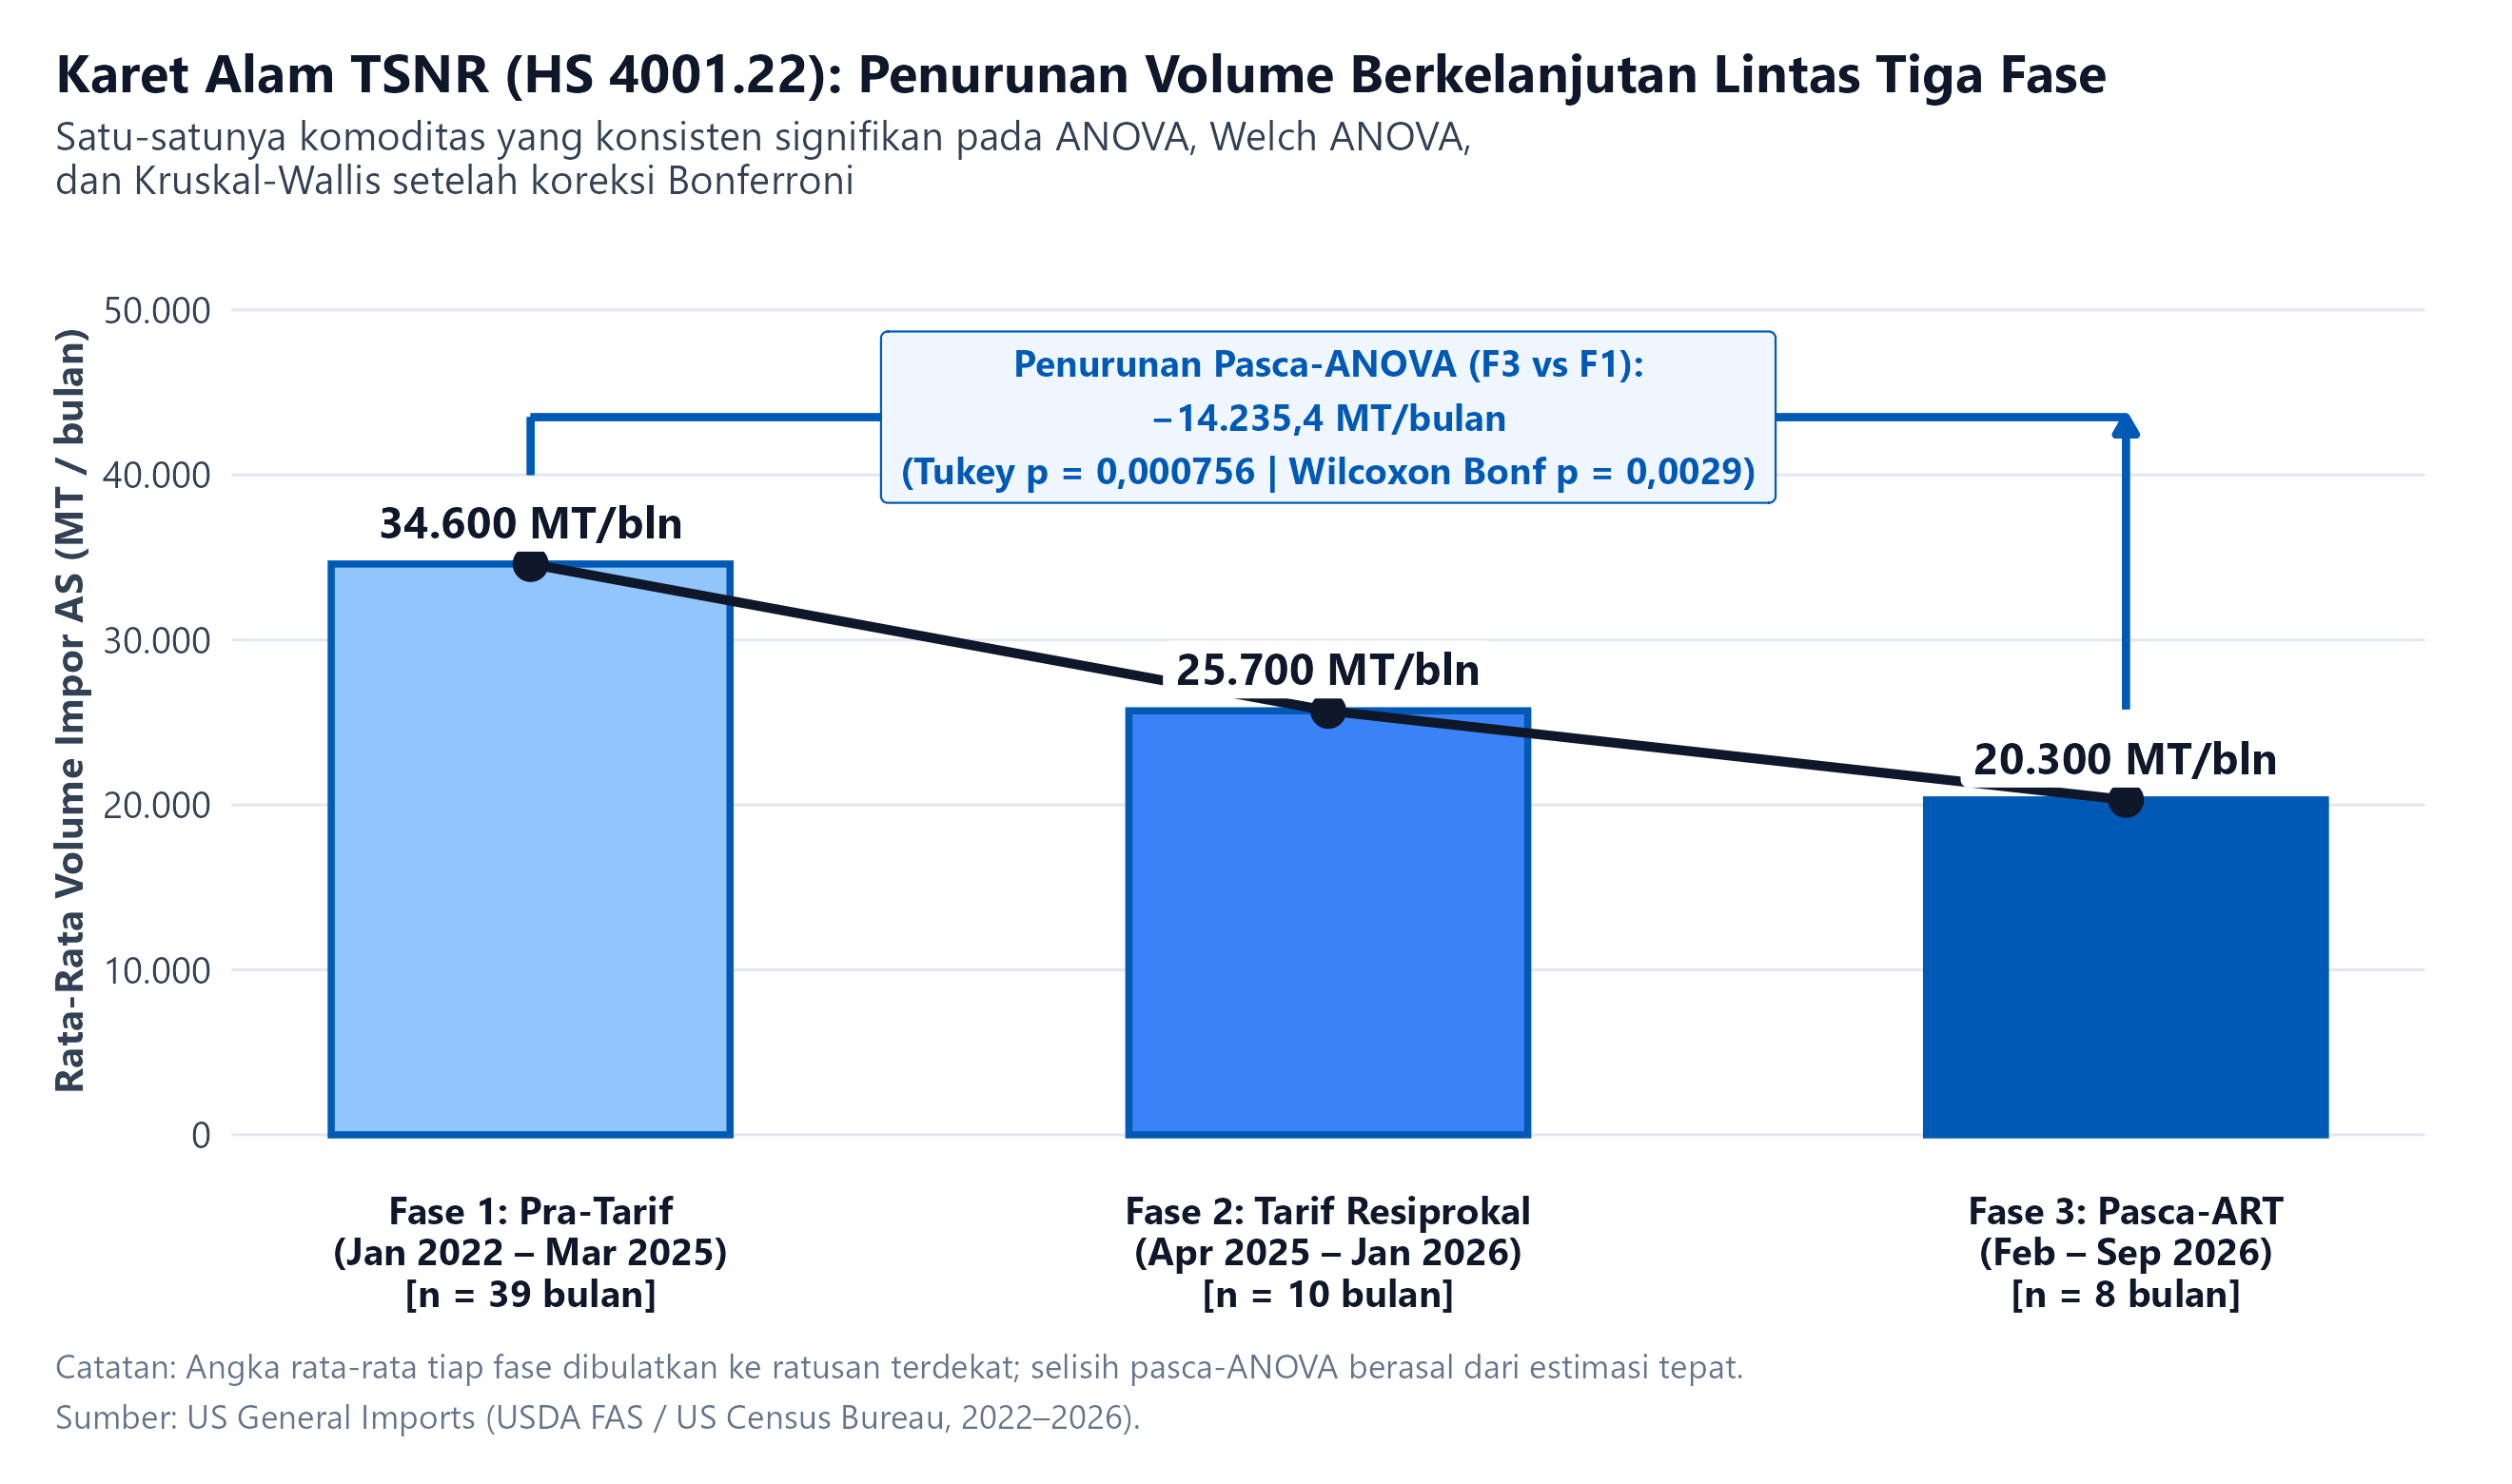 Karet Alam TSNR (HS 4001.22): Penurunan Volume Berkelanjutan Lintas Tiga Fase
Satu-satunya komoditas yang konsisten signifikan pada ANOVA, Welch ANOVA,
dan Kruskal-Wallis setelah koreksi Bonferroni
Rata-Rata Volume Impor AS (MT / bulan)
50.000
40.000
30.000
20.000
10.000
0
Penurunan Pasca-ANOVA (F3 vs F1):
−14.235,4 MT/bulan
(Tukey p = 0,000756 | Wilcoxon Bonf p = 0,0029)
34.600 MT/bln
25.700 MT/bln
20.300 MT/bln
Fase 1: Pra-Tarif
(Jan 2022 – Mar 2025)
[n = 39 bulan]
Fase 2: Tarif Resiprokal
(Apr 2025 – Jan 2026)
[n = 10 bulan]
Fase 3: Pasca-ART
(Feb – Sep 2026)
[n = 8 bulan]
Catatan: Angka rata-rata tiap fase dibulatkan ke ratusan terdekat; selisih pasca-ANOVA berasal dari estimasi tepat.
Sumber: US General Imports (USDA FAS / US Census Bureau, 2022–2026).